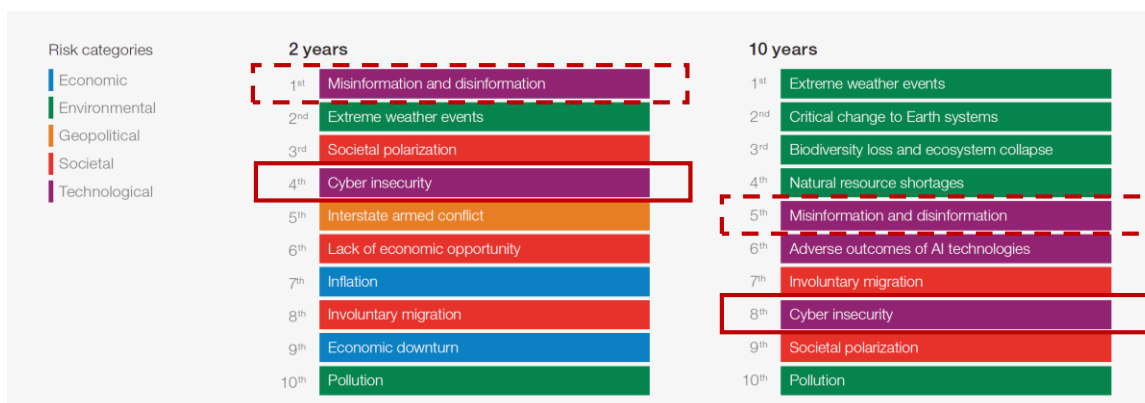 Risk categories
Economic
Environmental
Geopolitical
Societal
Technological
2 years
1st Misinformation and disinformation
2nd Extreme weather events
3rd Societal polarization
4th Cyber insecurity
5th Interstate armed conflict
6th Lack of economic opportunity
7th Inflation
8th Involuntary migration
9th Economic downturn
10th Pollution
10 years
1st Extreme weather events
2nd Critical change to Earth systems
3rd Biodiversity loss and ecosystem collapse
4th Natural resource shortages
5th Misinformation and disinformation
6th Adverse outcomes of AI technologies
7th Involuntary migration
8th Cyber insecurity
9th Societal polarization
10th Pollution